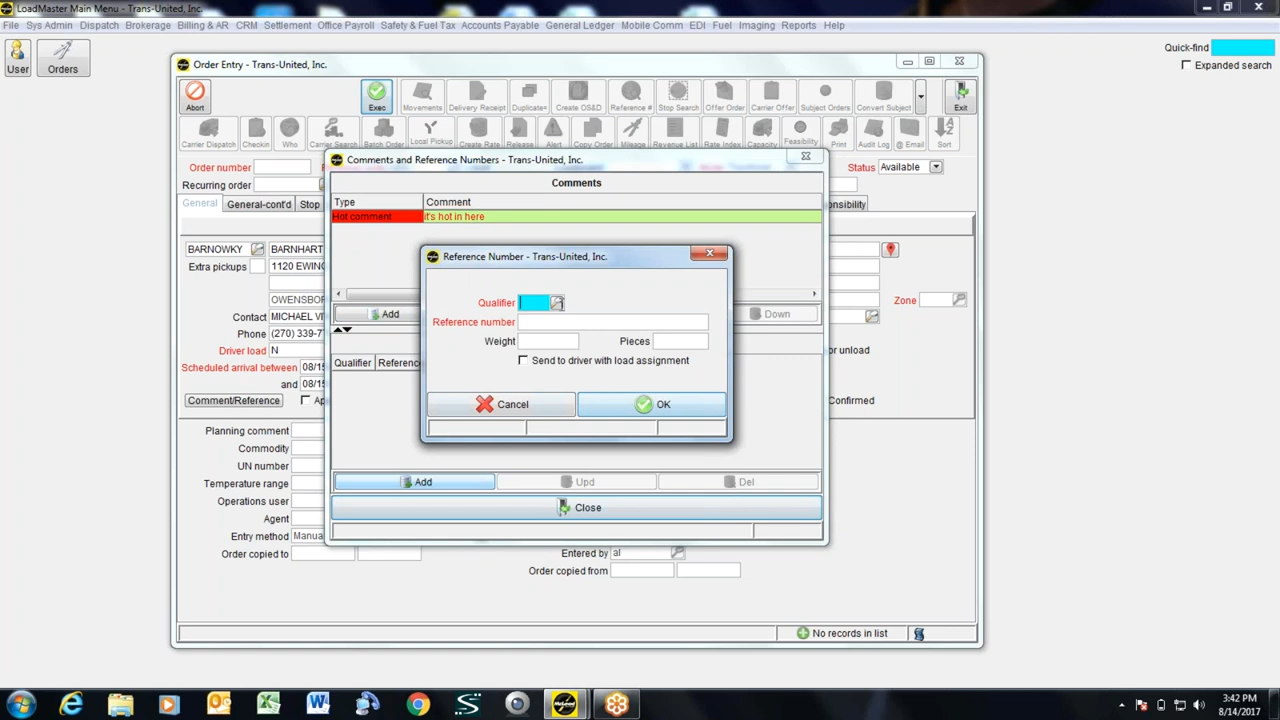 LoadMaster Main Menu - Trans-United, Inc.
File Sys Admin Dispatch Brokerage Billing & AR CRM Settlement Office Payroll Safety & Fuel Tax Accounts Payable General Ledger Mobile Comm EDI Fuel Imaging Reports Help
User Orders
Quick-find
Expanded search
Order Entry - Trans-United, Inc.
Abort Exec Movements Delivery Receipt Duplicate= Create OS&D Reference # Stop Search Offer Order Carrier Offer Subject Orders Convert Subject Exit
Carrier Dispatch Checkin Who Carrier Search Batch Order Local Pickup Create Rate Release Alert Copy Order Mileage Revenue List Rate Index Capacity Feasibility Print Audit Log @ Email Sort
Order number
Status Available
Recurring order
General General-cont'd Stop
BARNOWKY BARNHART
Extra pickups 1120 EWING
OWENSBOR
Zone
Contact MICHAEL VI
Phone (270) 339-7
Driver load N
or unload
Scheduled arrival between 08/15
and 08/15
Comment/Reference
Confirmed
Planning comment
Commodity
UN number
Temperature range
Operations user
Agent
Entry method Manua
Order copied to
Entered by al
Order copied from
No records in list
Comments and Reference Numbers - Trans-United, Inc.
Comments
Type Comment
Hot comment it's hot in here
Add
Down
Qualifier Referenc
Add Upd Del
Close
Reference Number - Trans-United, Inc.
Qualifier
Reference number
Weight Pieces
Send to driver with load assignment
Cancel OK
3:42 PM
8/14/2017